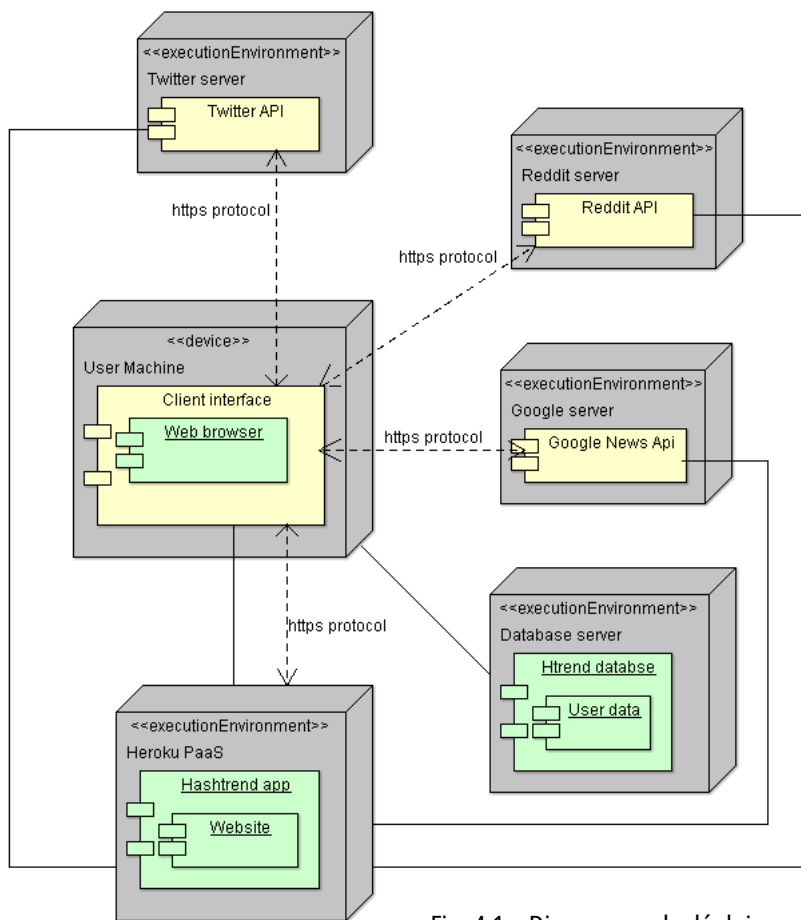 <<executionEnvironment>>
Twitter server
Twitter API
<<executionEnvironment>>
Reddit server
Reddit API
https protocol
https protocol
<<device>>
User Machine
Client interface
Web browser
https protocol
<<executionEnvironment>>
Google server
Google News Api
https protocol
<<executionEnvironment>>
Database server
Htrend databse
User data
<<executionEnvironment>>
Heroku PaaS
Hashtrend app
Website
Fig 4.1 – Diagramme de